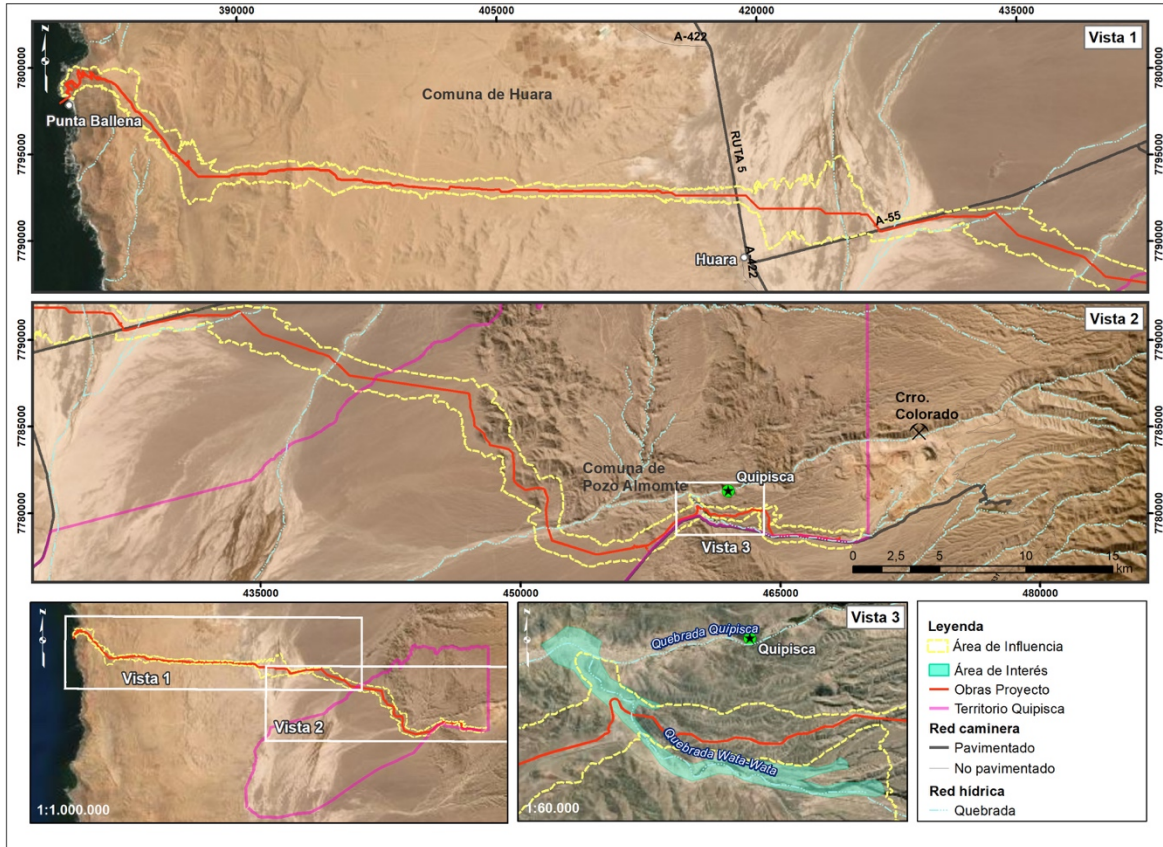 390000
405000
420000
435000
Vista 1
A-422
7800000
7800000
Comuna de Huara
Punta Ballena
RUTA 5
7795000
7795000
A-55
7790000
7790000
Huara
A-422
Vista 2
7790000
7790000
Crro.
Colorado
7785000
7785000
Comuna de
Pozo Almomte
Quipisca
7780000
7780000
Vista 3
0 2,5 5 10 15
km
435000
450000
465000
480000
Vista 1
Vista 2
1:1.000.000
Vista 3
Quebrada Quipisca
Quipisca
Quebrada Wata-Wata
1:60.000
Leyenda
Área de Influencia
Área de Interés
Obras Proyecto
Territorio Quipisca
Red caminera
Pavimentado
No pavimentado
Red hídrica
Quebrada